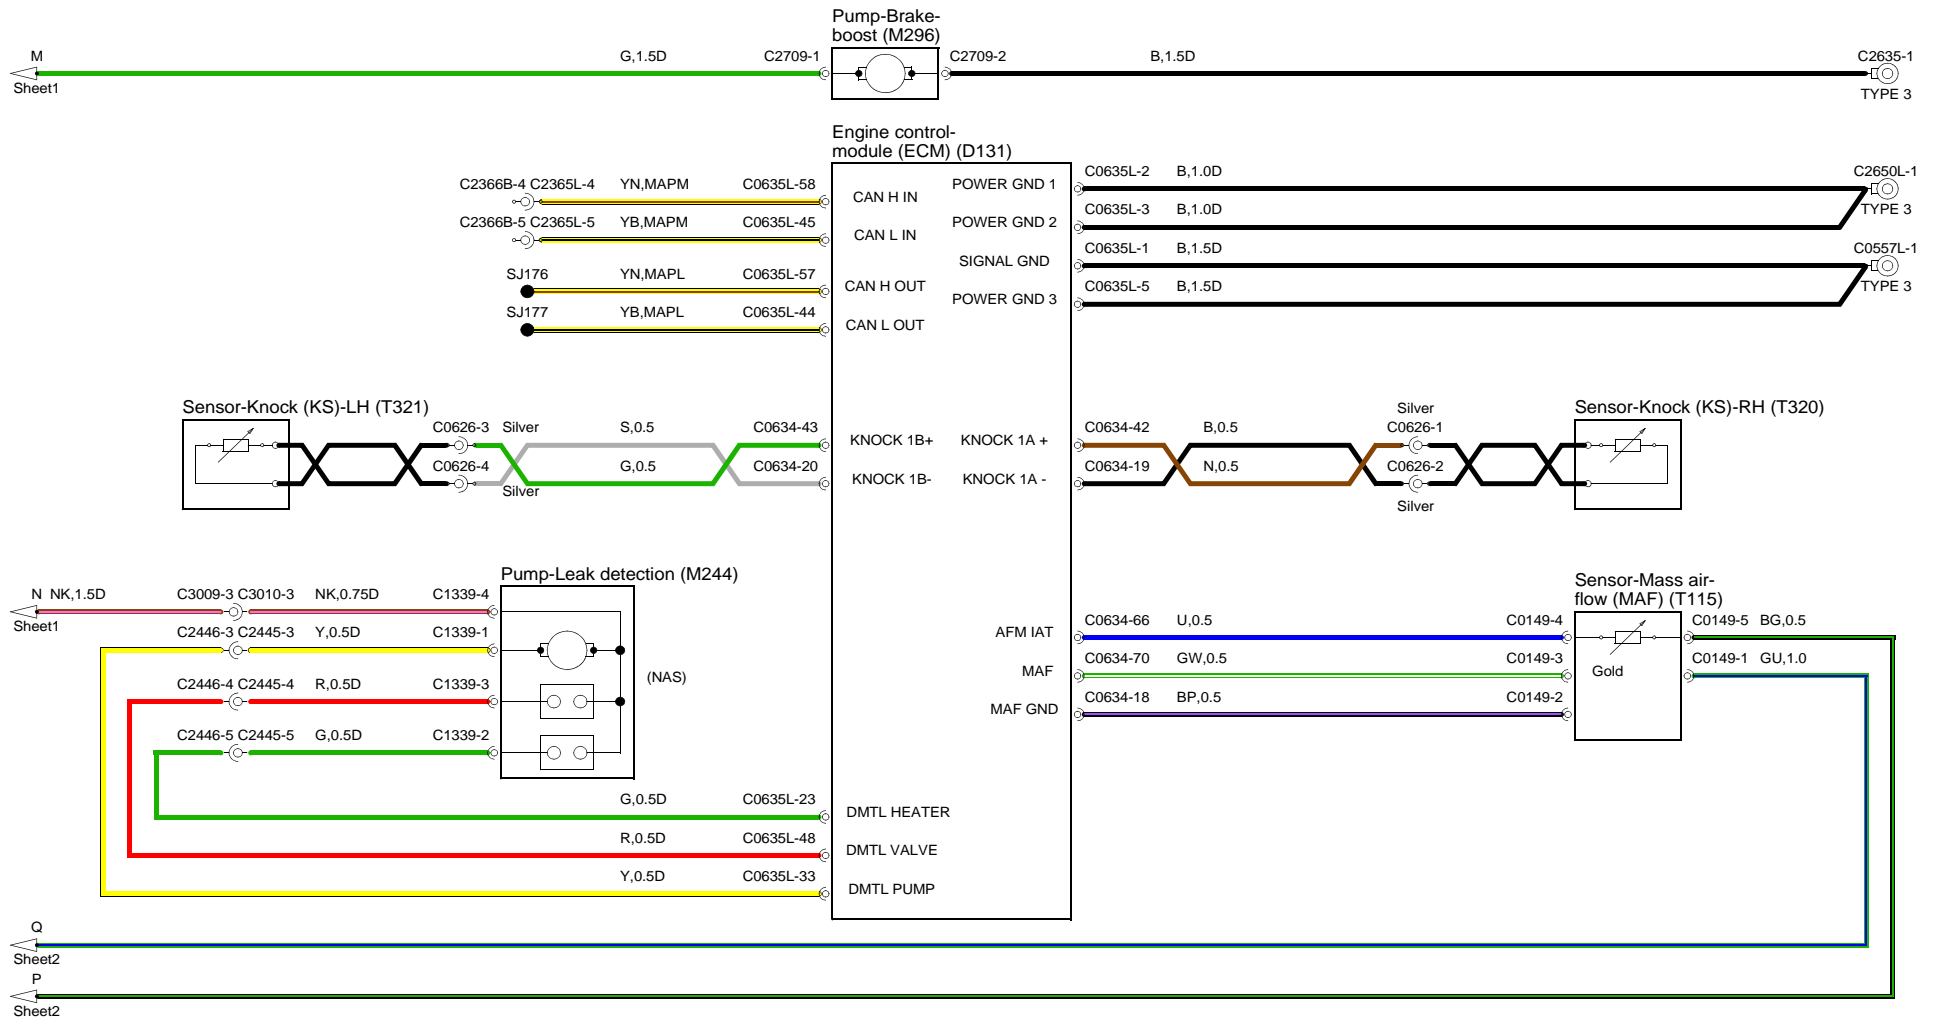 Pump-Brake-
boost (M296)
M
G,1.5D
C2709-1
C2709-2
B,1.5D
C2635-1
Sheet1
TYPE 3
Engine control-
module (ECM) (D131)
C2366B-4 C2365L-4
YN,MAPM
C0635L-58
CAN H IN
POWER GND 1
C0635L-2
B,1.0D
C2650L-1
TYPE 3
C2366B-5 C2365L-5
YB,MAPM
C0635L-45
CAN L IN
POWER GND 2
C0635L-3
B,1.0D
SJ176
YN,MAPL
C0635L-57
CAN H OUT
SIGNAL GND
C0635L-1
B,1.5D
C0557L-1
TYPE 3
SJ177
YB,MAPL
C0635L-44
CAN L OUT
POWER GND 3
C0635L-5
B,1.5D
Sensor-Knock (KS)-LH (T321)
C0626-3
Silver
S,0.5
C0634-43
KNOCK 1B+
KNOCK 1A +
C0634-42
B,0.5
Silver
C0626-1
Sensor-Knock (KS)-RH (T320)
C0626-4
Silver
G,0.5
C0634-20
KNOCK 1B-
KNOCK 1A -
C0634-19
N,0.5
C0626-2
Silver
Pump-Leak detection (M244)
N
NK,1.5D
C3009-3 C3010-3
NK,0.75D
C1339-4
Sheet1
C2446-3 C2445-3
Y,0.5D
C1339-1
(NAS)
C2446-4 C2445-4
R,0.5D
C1339-3
C2446-5 C2445-5
G,0.5D
C1339-2
Sensor-Mass air-
flow (MAF) (T115)
AFM IAT
C0634-66
U,0.5
C0149-4
C0149-5
BG,0.5
MAF
C0634-70
GW,0.5
C0149-3
Gold
C0149-1
GU,1.0
MAF GND
C0634-18
BP,0.5
C0149-2
G,0.5D
C0635L-23
DMTL HEATER
R,0.5D
C0635L-48
DMTL VALVE
Y,0.5D
C0635L-33
DMTL PUMP
Q
Sheet2
P
Sheet2